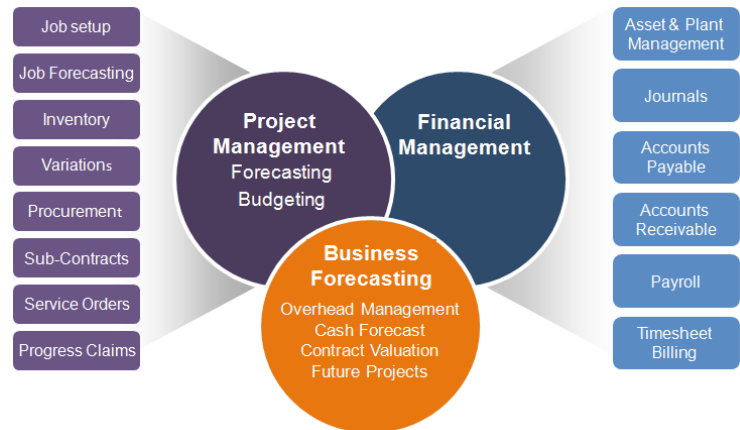 Job setup
Job Forecasting
Inventory
Variations
Procurement
Sub-Contracts
Service Orders
Progress Claims
Project
Management
Forecasting
Budgeting
Financial
Management
Business
Forecasting
Overhead Management
Cash Forecast
Contract Valuation
Future Projects
Asset & Plant
Management
Journals
Accounts
Payable
Accounts
Receivable
Payroll
Timesheet
Billing